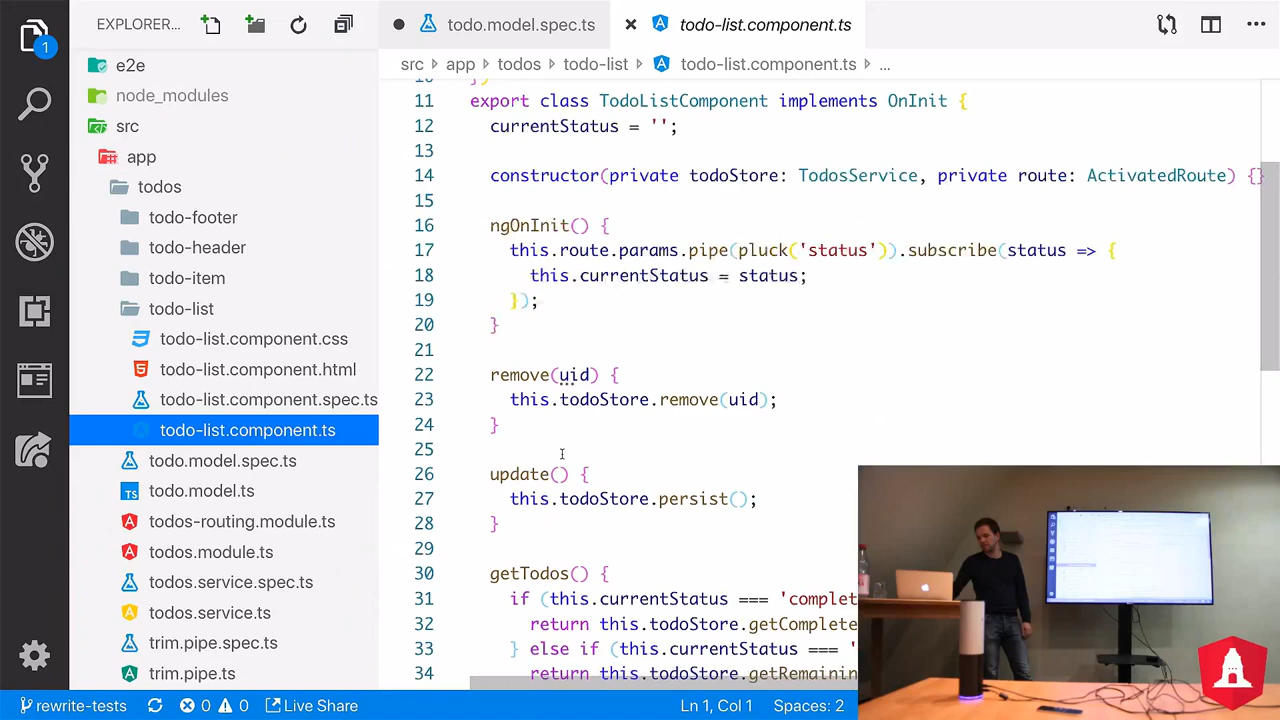 EXPLORER...
todo.model.spec.ts
todo-list.component.ts
1
e2e
node_modules
src
app
todos
todo-footer
todo-header
todo-item
todo-list
todo-list.component.css
todo-list.component.html
todo-list.component.spec.ts
todo-list.component.ts
todo.model.spec.ts
TS todo.model.ts
todos-routing.module.ts
todos.module.ts
todos.service.spec.ts
todos.service.ts
trim.pipe.spec.ts
trim.pipe.ts
src > app > todos > todo-list > todo-list.component.ts > ...
11 export class TodoListComponent implements OnInit {
12 currentStatus = '';
13
14 constructor(private todoStore: TodosService, private route: ActivatedRoute) {}
15
16 ngOnInit() {
17 this.route.params.pipe(pluck('status')).subscribe(status => {
18 this.currentStatus = status;
19 });
20 }
21
22 remove(uid) {
23 this.todoStore.remove(uid);
24 }
25
26 update() {
27 this.todoStore.persist();
28 }
29
30 getTodos() {
31 if (this.currentStatus === 'complet
32 return this.todoStore.getComplete
33 } else if (this.currentStatus === '
34 return this.todoStore.getRemainin
rewrite-tests
0
0
Live Share
Ln 1, Col 1
Spaces: 2